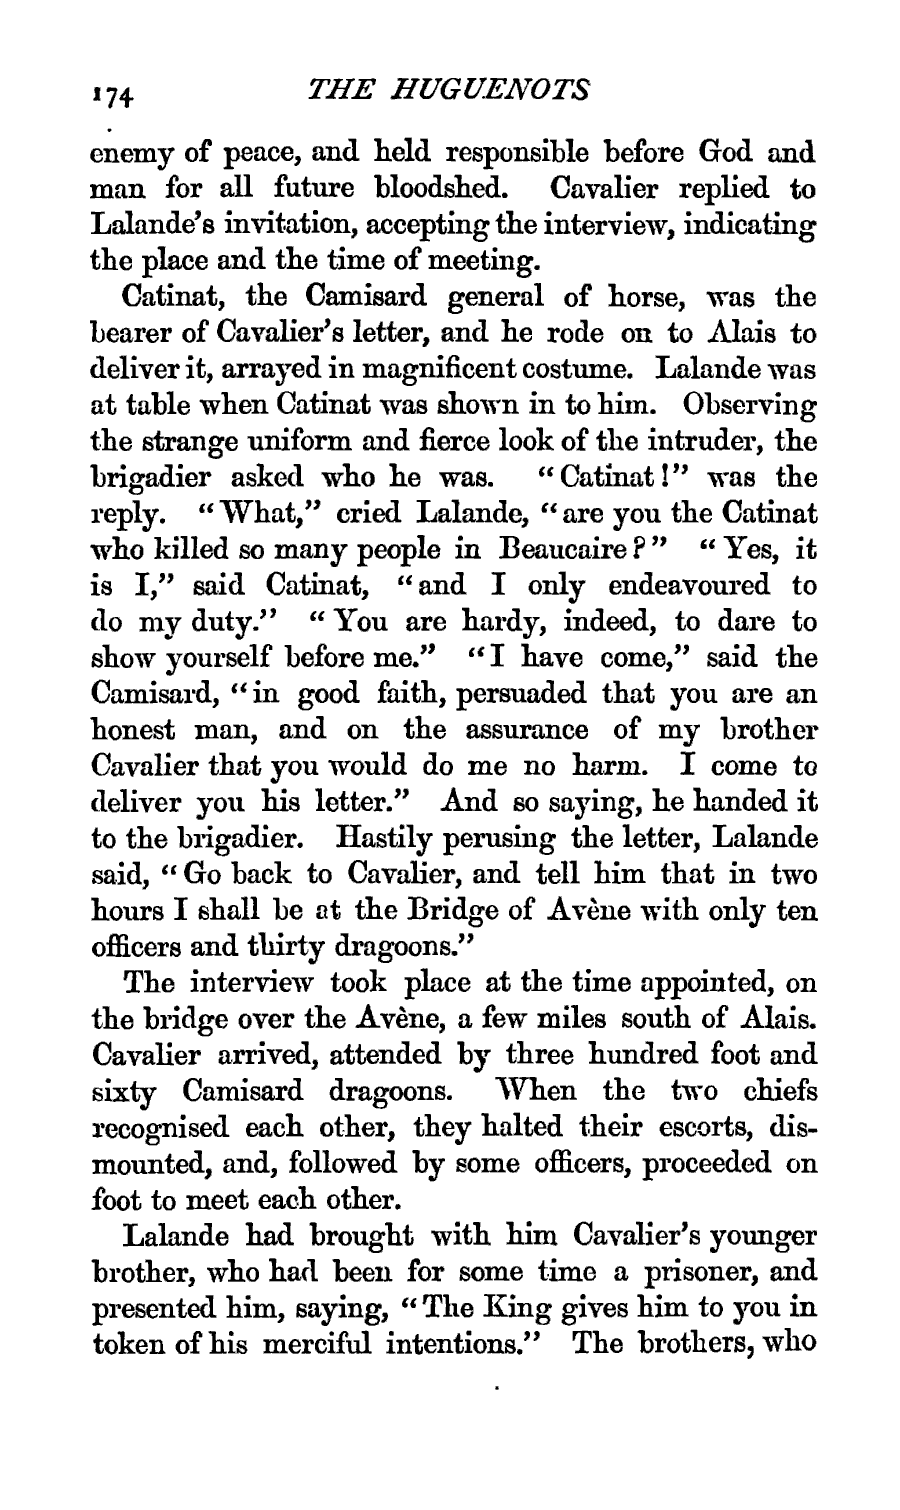 174 THE HUGUENOTS
enemy of peace, and held responsible before God and
man for all future bloodshed. Cavalier replied to
Lalande's invitation, accepting the interview, indicating
the place and the time of meeting.
Catinat, the Camisard general of horse, was the
bearer of Cavalier's letter, and he rode on to Alais to
deliver it, arrayed in magnificent costume. Lalande was
at table when Catinat was shown in to him. Observing
the strange uniform and fierce look of the intruder, the
brigadier asked who he was. "Catinat!" was the
reply. "What," cried Lalande, "are you the Catinat
who killed so many people in Beaucaire?" "Yes, it
is I," said Catinat, "and I only endeavoured to
do my duty." "You are hardy, indeed, to dare to
show yourself before me." "I have come," said the
Camisard, "in good faith, persuaded that you are an
honest man, and on the assurance of my brother
Cavalier that you would do me no harm. I come to
deliver you his letter." And so saying, he handed it
to the brigadier. Hastily perusing the letter, Lalande
said, "Go back to Cavalier, and tell him that in two
hours I shall be at the Bridge of Avène with only ten
officers and thirty dragoons."
The interview took place at the time appointed, on
the bridge over the Avène, a few miles south of Alais.
Cavalier arrived, attended by three hundred foot and
sixty Camisard dragoons. When the two chiefs
recognised each other, they halted their escorts, dis-
mounted, and, followed by some officers, proceeded on
foot to meet each other.
Lalande had brought with him Cavalier's younger
brother, who had been for some time a prisoner, and
presented him, saying, "The King gives him to you in
token of his merciful intentions." The brothers, who